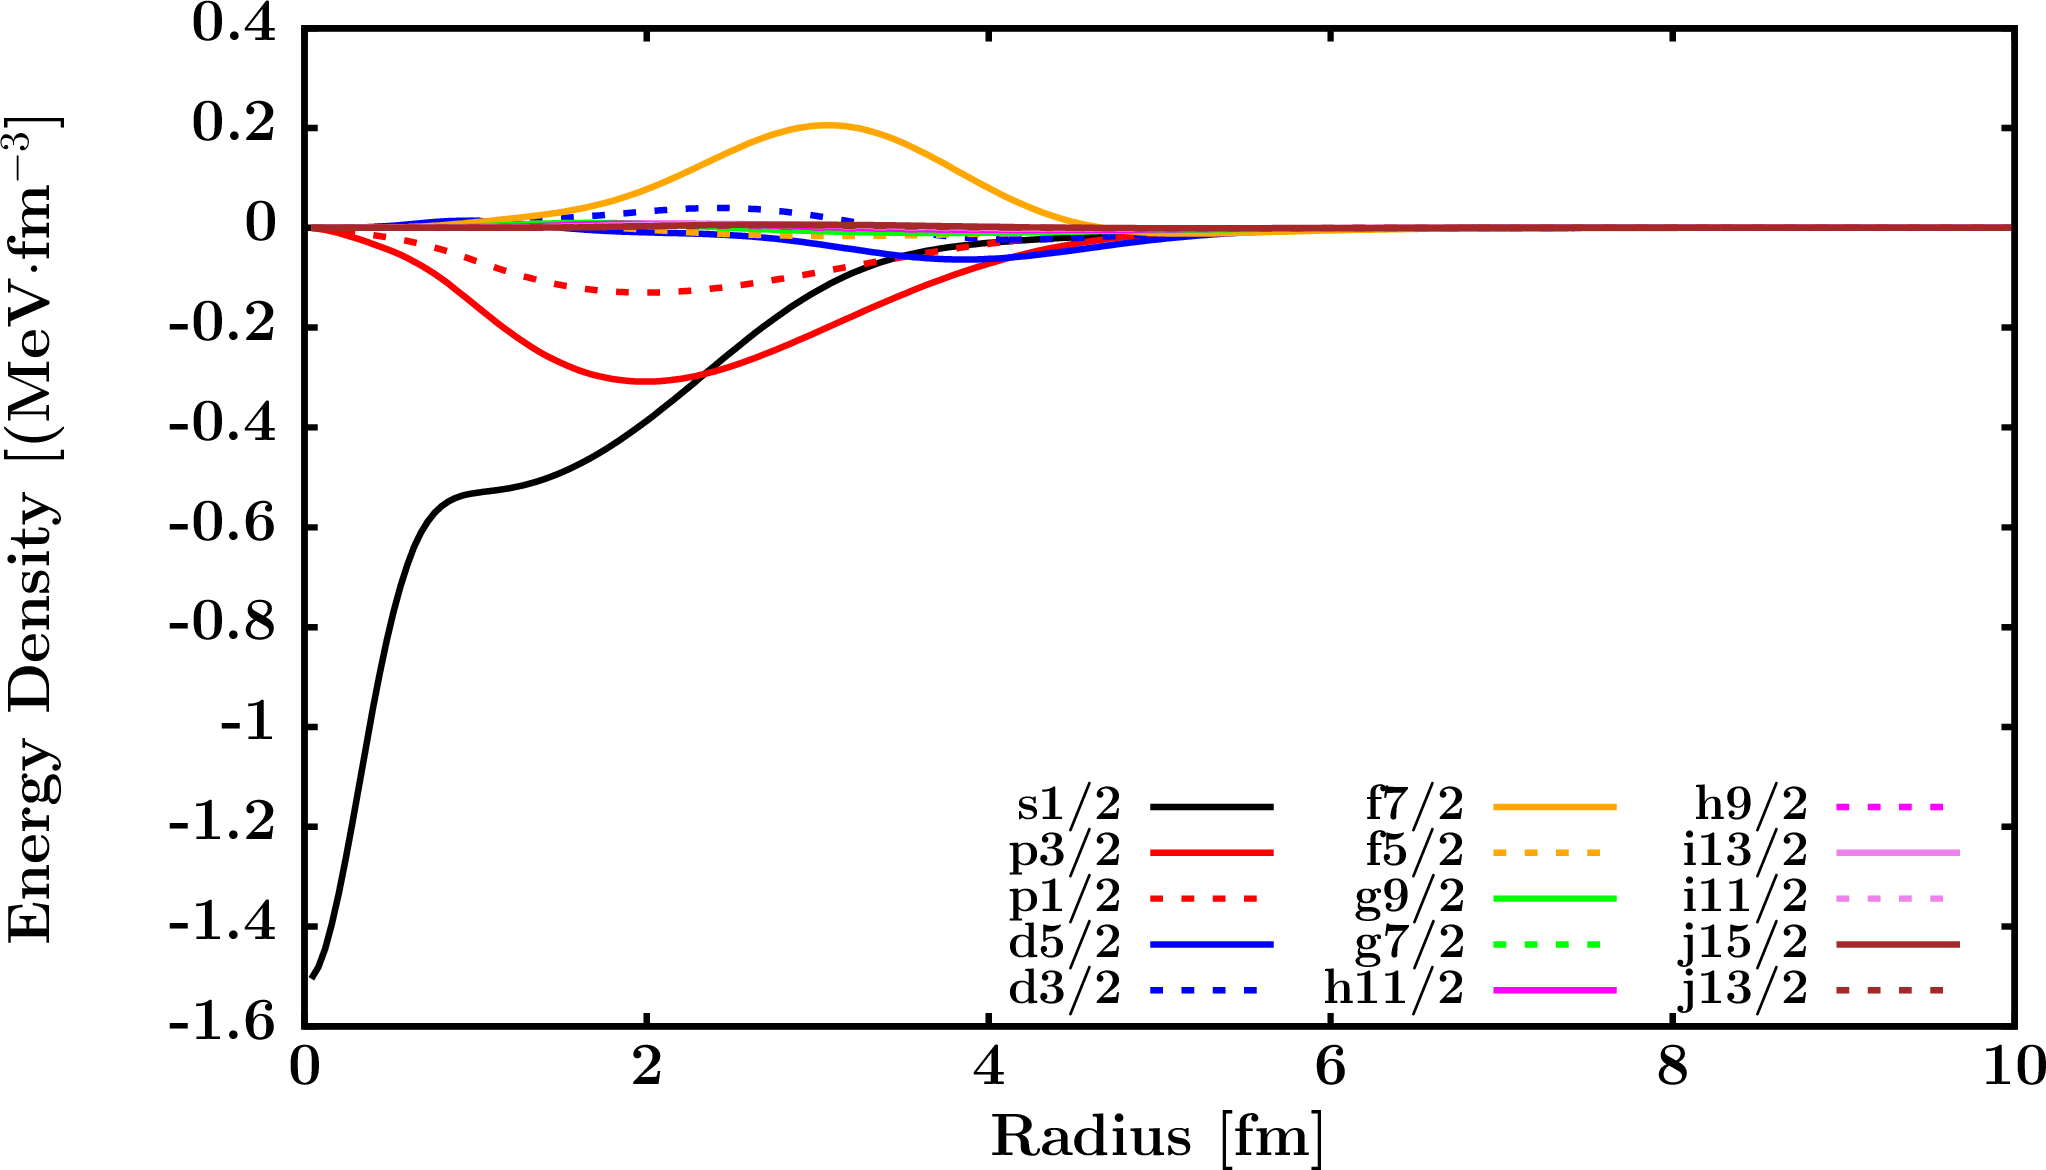 Energy Density [(MeV·fm⁻³]
0.4
0.2
0
-0.2
-0.4
-0.6
-0.8
-1
-1.2
-1.4
-1.6
s1/2 f7/2 h9/2
p3/2 f5/2 i13/2
p1/2 g9/2 i11/2
d5/2 g7/2 j15/2
d3/2 h11/2 j13/2
0 2 4 6 8 10
Radius [fm]